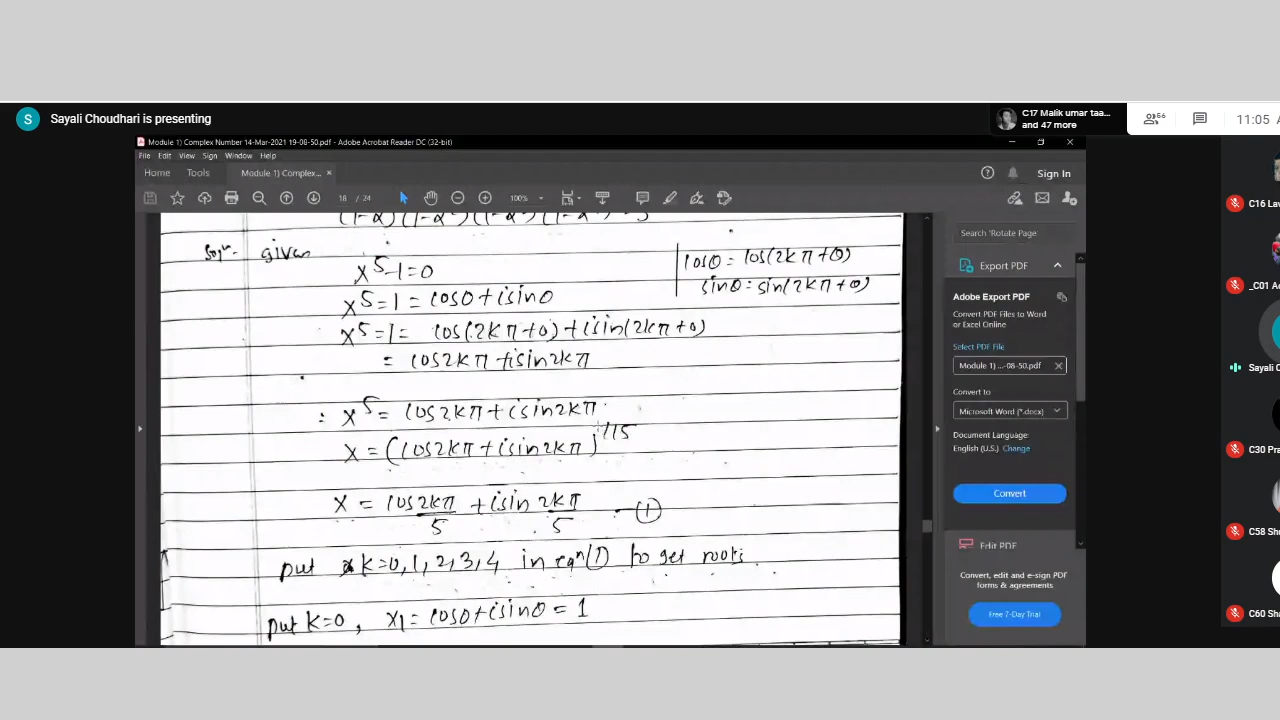 S Sayali Choudhari is presenting
C17 Malik umar taa...
and 47 more
56
11:05
Module 1) Complex Number 14-Mar-2021 19-08-50.pdf - Adobe Acrobat Reader DC (32-bit)
File Edit View Sign Window Help
Home Tools Module 1) Complex... × Sign In
18 / 24 100%
Soln- given
x⁵-1=0
x⁵=1=cos0+isin0
x⁵=1= cos(2kπ+0)+isin(2kπ+0)
= cos2kπ+isin2kπ
cosθ=cos(2kπ+θ)
sinθ=sin(2kπ+θ)
∴ x⁵= cos2kπ+isin2kπ
x=(cos2kπ+isin2kπ)^1/5
x = cos 2kπ/5 + isin 2kπ/5 —(1)
put k=0,1,2,3,4 in eqn(1) to get roots.
put k=0, x₁=cos0+isin0=1
Search 'Rotate Page'
Export PDF
Adobe Export PDF
Convert PDF Files to Word
or Excel Online
Select PDF File
Module 1) ...-08-50.pdf ×
Convert to
Microsoft Word (*.docx)
Document Language:
English (U.S.) Change
Convert
Edit PDF
Convert, edit and e-sign PDF
forms & agreements
Free 7-Day Trial
C16 Lav
_C01 A
Sayali C
C30 Pra
C58 Sh
C60 Sh